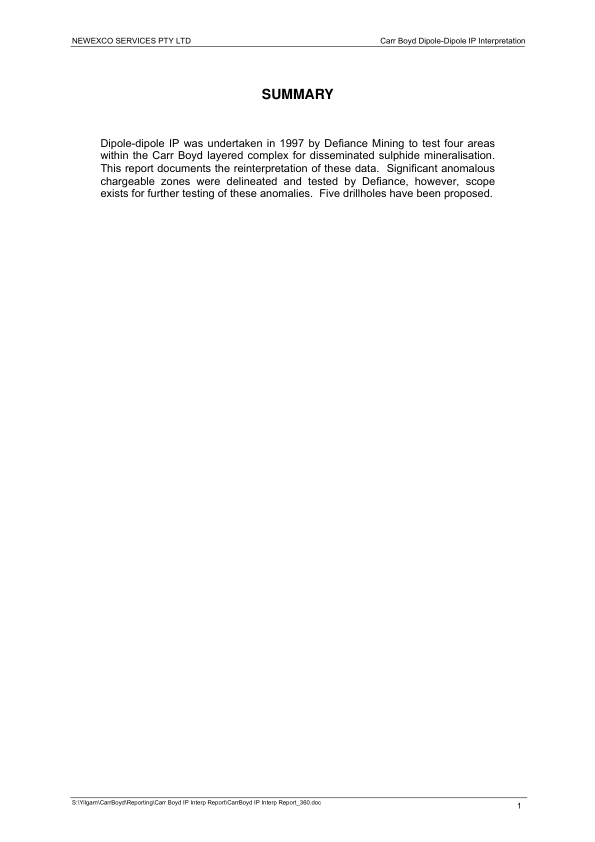 NEWEXCO SERVICES PTY LTD Carr Boyd Dipole-Dipole IP Interpretation
SUMMARY
Dipole-dipole IP was undertaken in 1997 by Defiance Mining to test four areas
within the Carr Boyd layered complex for disseminated sulphide mineralisation.
This report documents the reinterpretation of these data.  Significant anomalous
chargeable zones were delineated and tested by Defiance, however, scope
exists for further testing of these anomalies.  Five drillholes have been proposed.
S:\Yilgarn\CarrBoyd\Reporting\Carr Boyd IP Interp Report\CarrBoyd IP Interp Report_360.doc 1